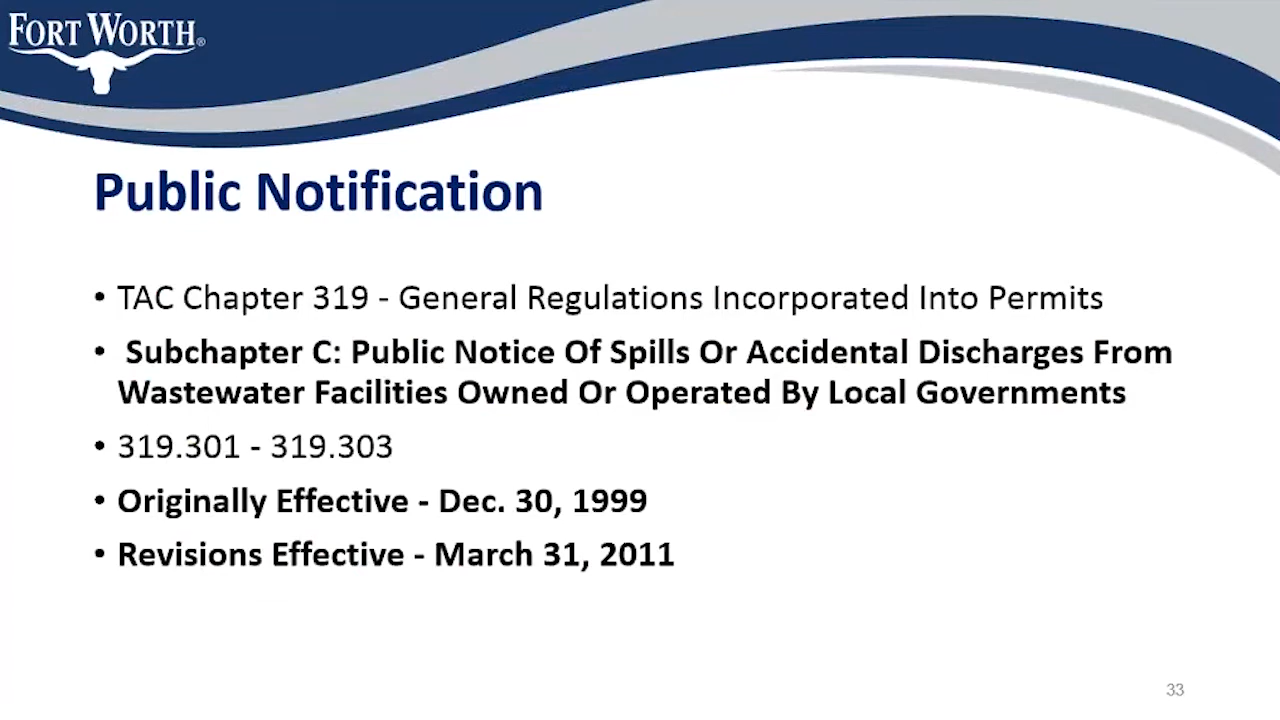 FORT WORTH®
Public Notification
• TAC Chapter 319 - General Regulations Incorporated Into Permits
• Subchapter C: Public Notice Of Spills Or Accidental Discharges From
Wastewater Facilities Owned Or Operated By Local Governments
• 319.301 - 319.303
• Originally Effective - Dec. 30, 1999
• Revisions Effective - March 31, 2011
33